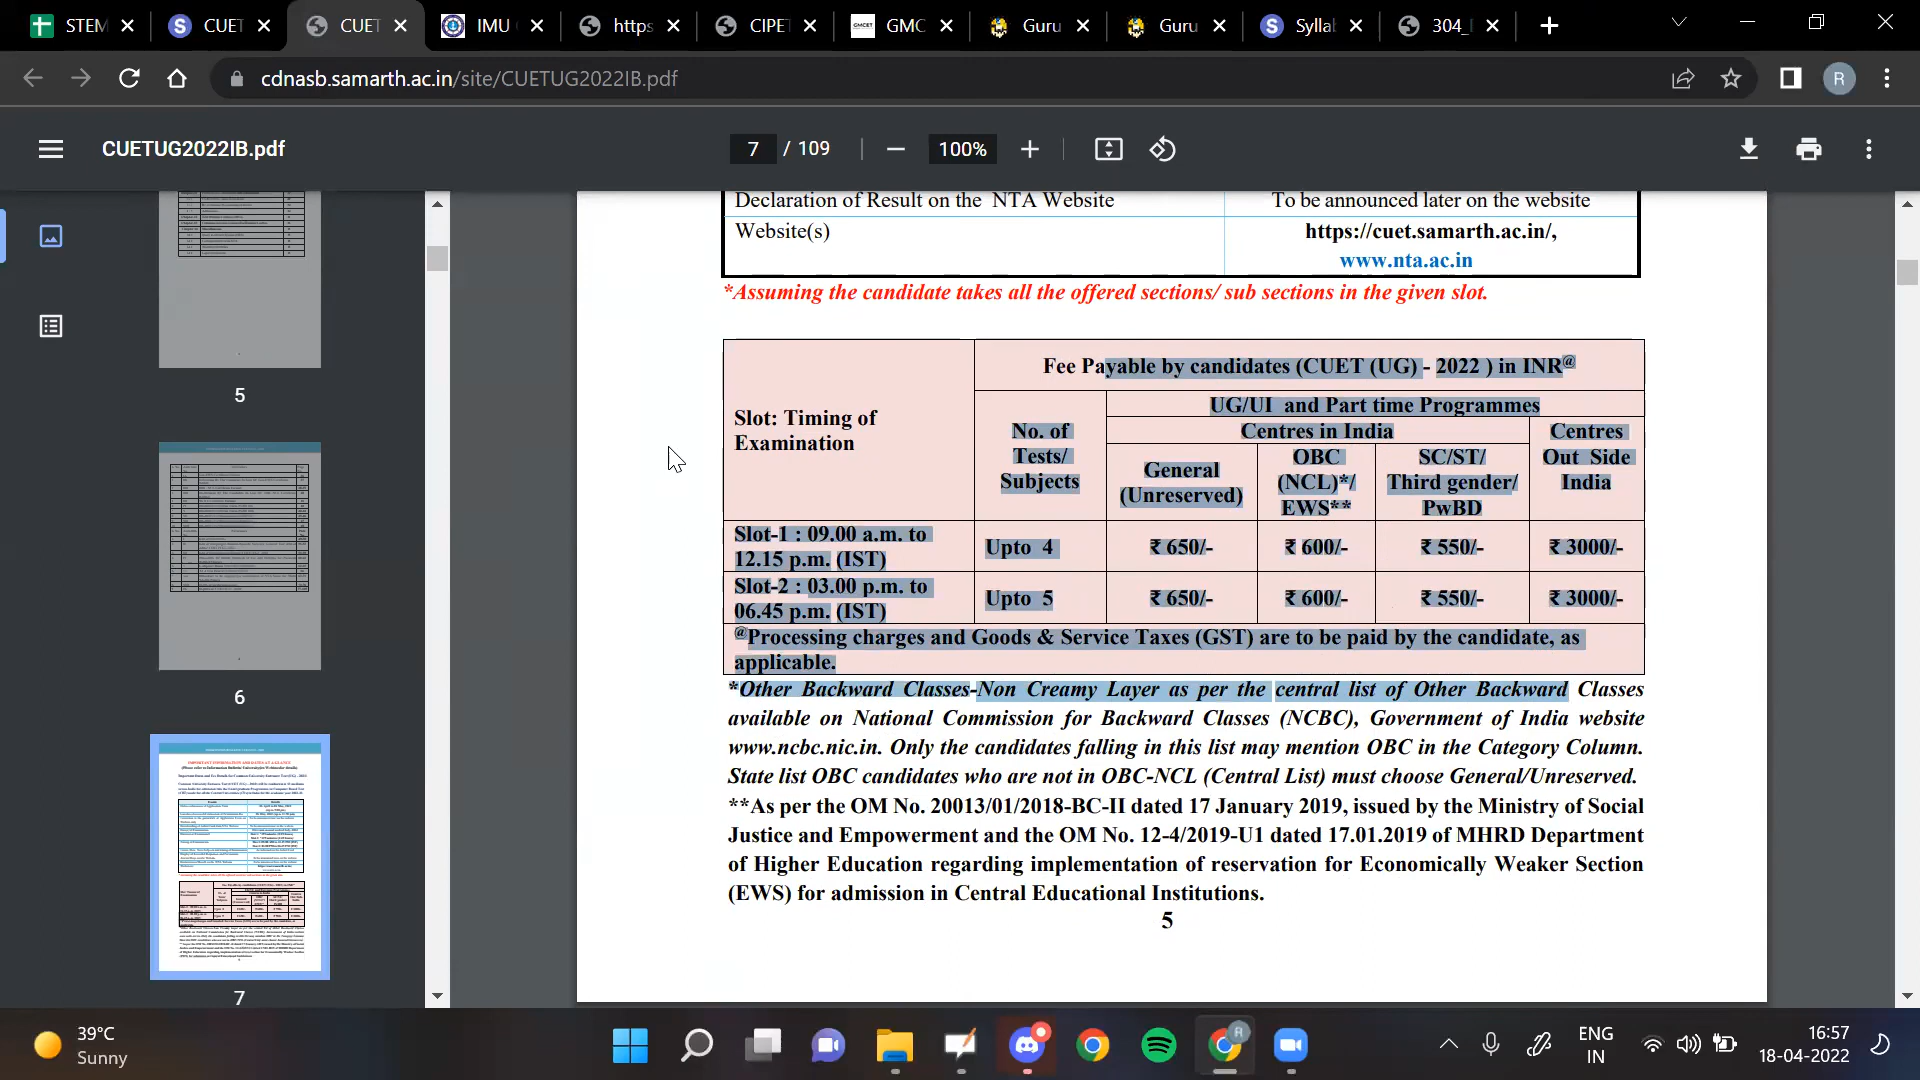 STEM
CUET
CUET
IMU
https
CIPET
GMCET
GMC
Guru
Guru
Sylla
304_
cdnasb.samarth.ac.in/site/CUETUG2022IB.pdf
R
CUETUG2022IB.pdf
7 / 109
100%
5
6
7
Declaration of Result on the NTA Website
To be announced later on the website
Website(s)
https://cuet.samarth.ac.in/,
www.nta.ac.in
*Assuming the candidate takes all the offered sections/ sub sections in the given slot.
Slot: Timing of
Examination
Fee Payable by candidates (CUET (UG) - 2022 ) in INR@
No. of
Tests/
Subjects
UG/UI and Part time Programmes
Centres in India
Centres
Out Side
India
General
(Unreserved)
OBC
(NCL)*/
EWS**
SC/ST/
Third gender/
PwBD
Slot-1 : 09.00 a.m. to
12.15 p.m. (IST)
Upto 4
₹ 650/-
₹ 600/-
₹ 550/-
₹ 3000/-
Slot-2 : 03.00 p.m. to
06.45 p.m. (IST)
Upto 5
₹ 650/-
₹ 600/-
₹ 550/-
₹ 3000/-
@Processing charges and Goods & Service Taxes (GST) are to be paid by the candidate, as
applicable.
*Other Backward Classes-Non Creamy Layer as per the central list of Other Backward Classes
available on National Commission for Backward Classes (NCBC), Government of India website
www.ncbc.nic.in. Only the candidates falling in this list may mention OBC in the Category Column.
State list OBC candidates who are not in OBC-NCL (Central List) must choose General/Unreserved.
**As per the OM No. 20013/01/2018-BC-II dated 17 January 2019, issued by the Ministry of Social
Justice and Empowerment and the OM No. 12-4/2019-U1 dated 17.01.2019 of MHRD Department
of Higher Education regarding implementation of reservation for Economically Weaker Section
(EWS) for admission in Central Educational Institutions.
5
39°C
Sunny
R
ENG
IN
16:57
18-04-2022